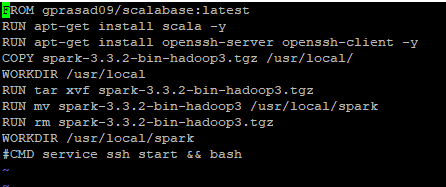 FROM gprasad09/scalabase:latest
RUN apt-get install scala -y
RUN apt-get install openssh-server openssh-client -y
COPY spark-3.3.2-bin-hadoop3.tgz /usr/local/
WORKDIR /usr/local
RUN tar xvf spark-3.3.2-bin-hadoop3.tgz
RUN mv spark-3.3.2-bin-hadoop3 /usr/local/spark
RUN rm spark-3.3.2-bin-hadoop3.tgz
WORKDIR /usr/local/spark
#CMD service ssh start && bash
~
~